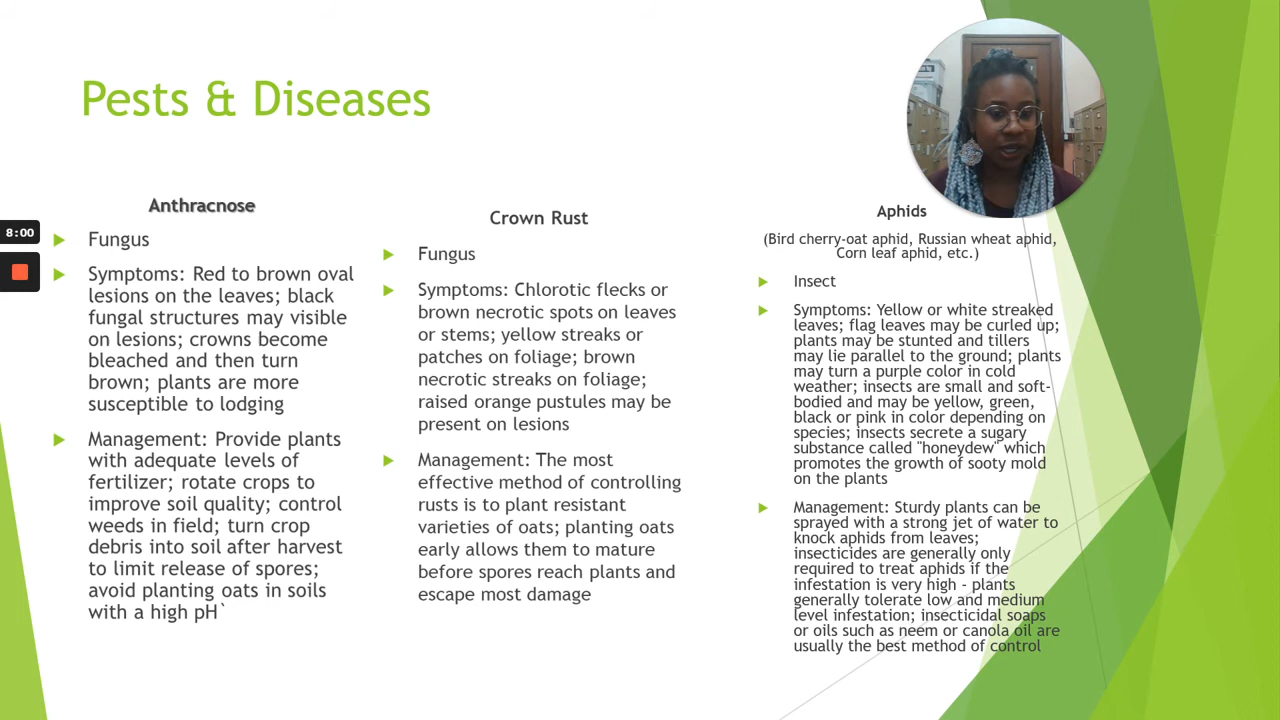 Pests & Diseases
8:00
Anthracnose
Fungus
Symptoms: Red to brown oval
lesions on the leaves; black
fungal structures may visible
on lesions; crowns become
bleached and then turn
brown; plants are more
susceptible to lodging
Management: Provide plants
with adequate levels of
fertilizer; rotate crops to
improve soil quality; control
weeds in field; turn crop
debris into soil after harvest
to limit release of spores;
avoid planting oats in soils
with a high pH`
Crown Rust
Fungus
Symptoms: Chlorotic flecks or
brown necrotic spots on leaves
or stems; yellow streaks or
patches on foliage; brown
necrotic streaks on foliage;
raised orange pustules may be
present on lesions
Management: The most
effective method of controlling
rusts is to plant resistant
varieties of oats; planting oats
early allows them to mature
before spores reach plants and
escape most damage
Aphids
(Bird cherry-oat aphid, Russian wheat aphid,
Corn leaf aphid, etc.)
Insect
Symptoms: Yellow or white streaked
leaves; flag leaves may be curled up;
plants may be stunted and tillers
may lie parallel to the ground; plants
may turn a purple color in cold
weather; insects are small and soft-
bodied and may be yellow, green,
black or pink in color depending on
species; insects secrete a sugary
substance called "honeydew" which
promotes the growth of sooty mold
on the plants
Management: Sturdy plants can be
sprayed with a strong jet of water to
knock aphids from leaves;
insecticides are generally only
required to treat aphids if the
infestation is very high - plants
generally tolerate low and medium
level infestation; insecticidal soaps
or oils such as neem or canola oil are
usually the best method of control